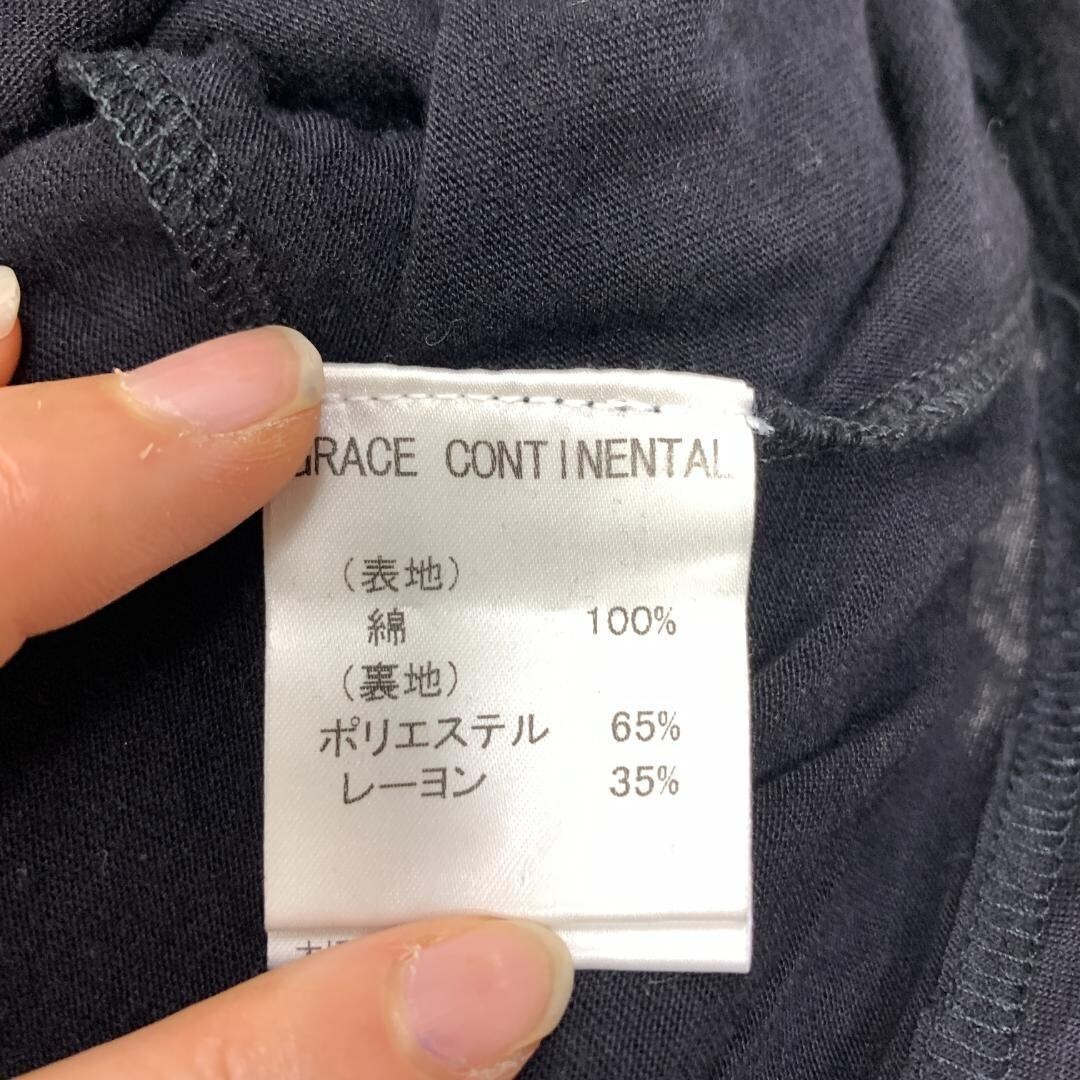 GRACE CONTINENTAL
(表地)
綿 100%
(裏地)
ポリエステル 65%
レーヨン 35%